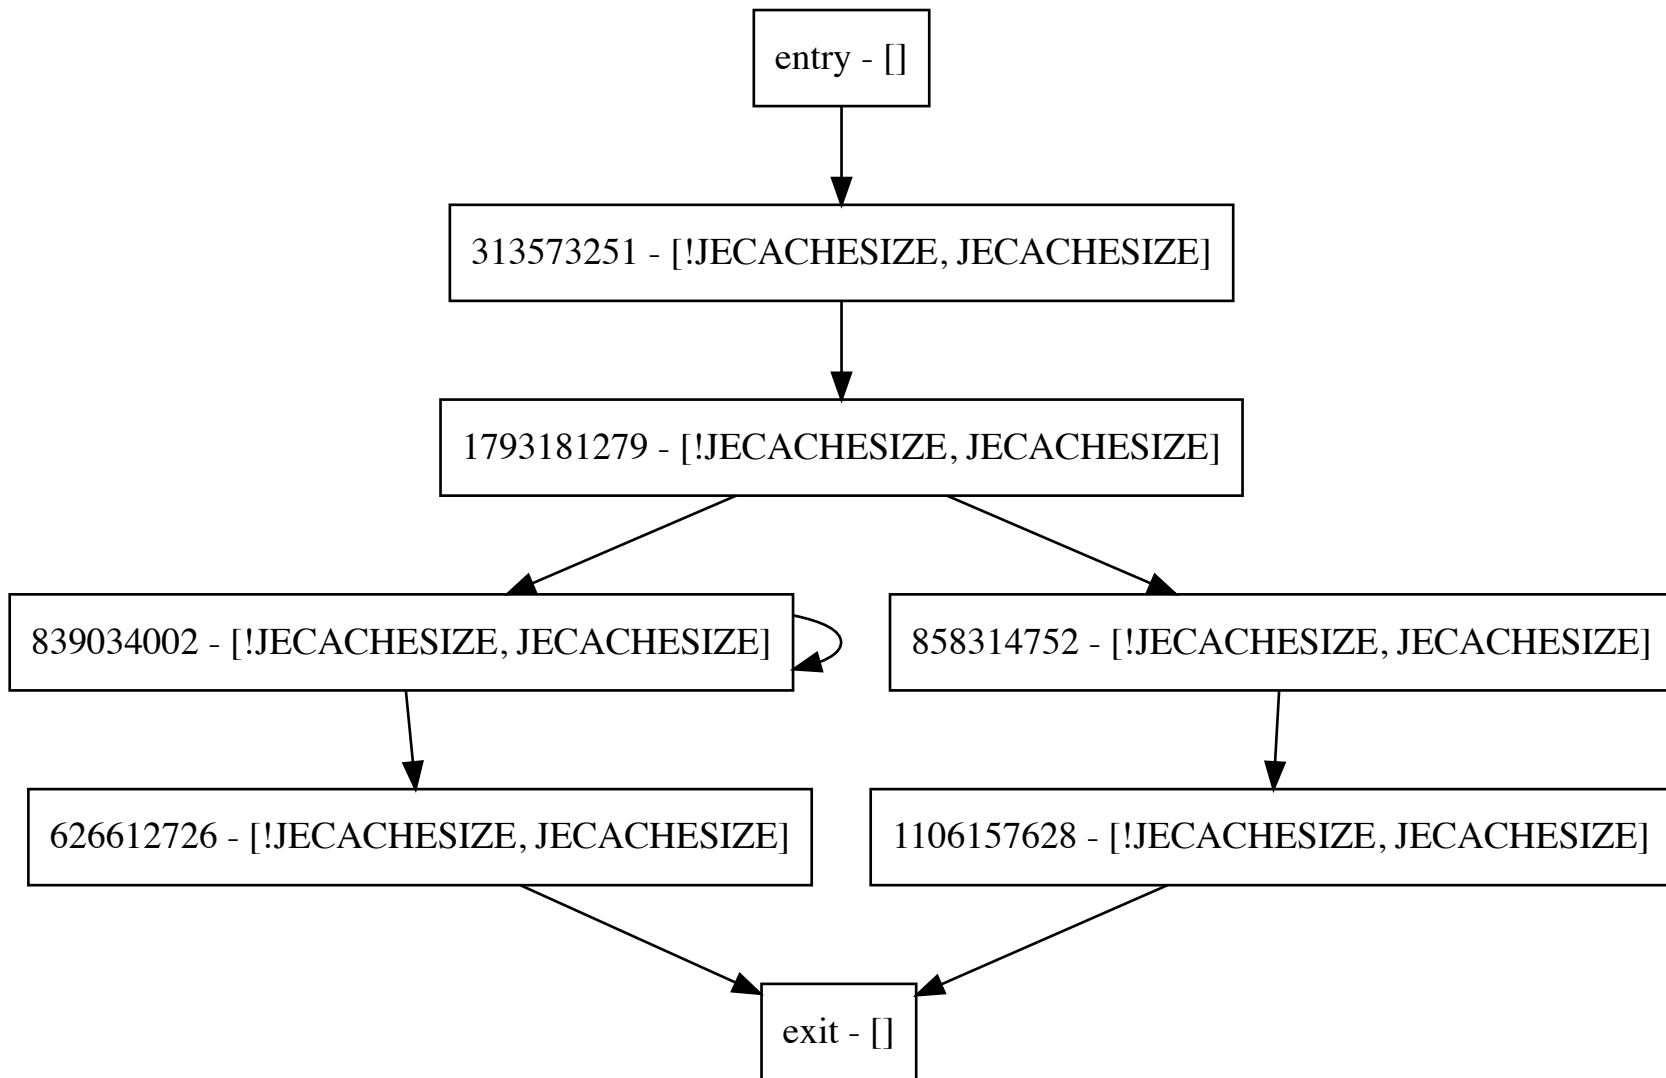 entry - []
313573251 - [!JECACHESIZE, JECACHESIZE]
1793181279 - [!JECACHESIZE, JECACHESIZE]
839034002 - [!JECACHESIZE, JECACHESIZE]
858314752 - [!JECACHESIZE, JECACHESIZE]
626612726 - [!JECACHESIZE, JECACHESIZE]
1106157628 - [!JECACHESIZE, JECACHESIZE]
exit - []